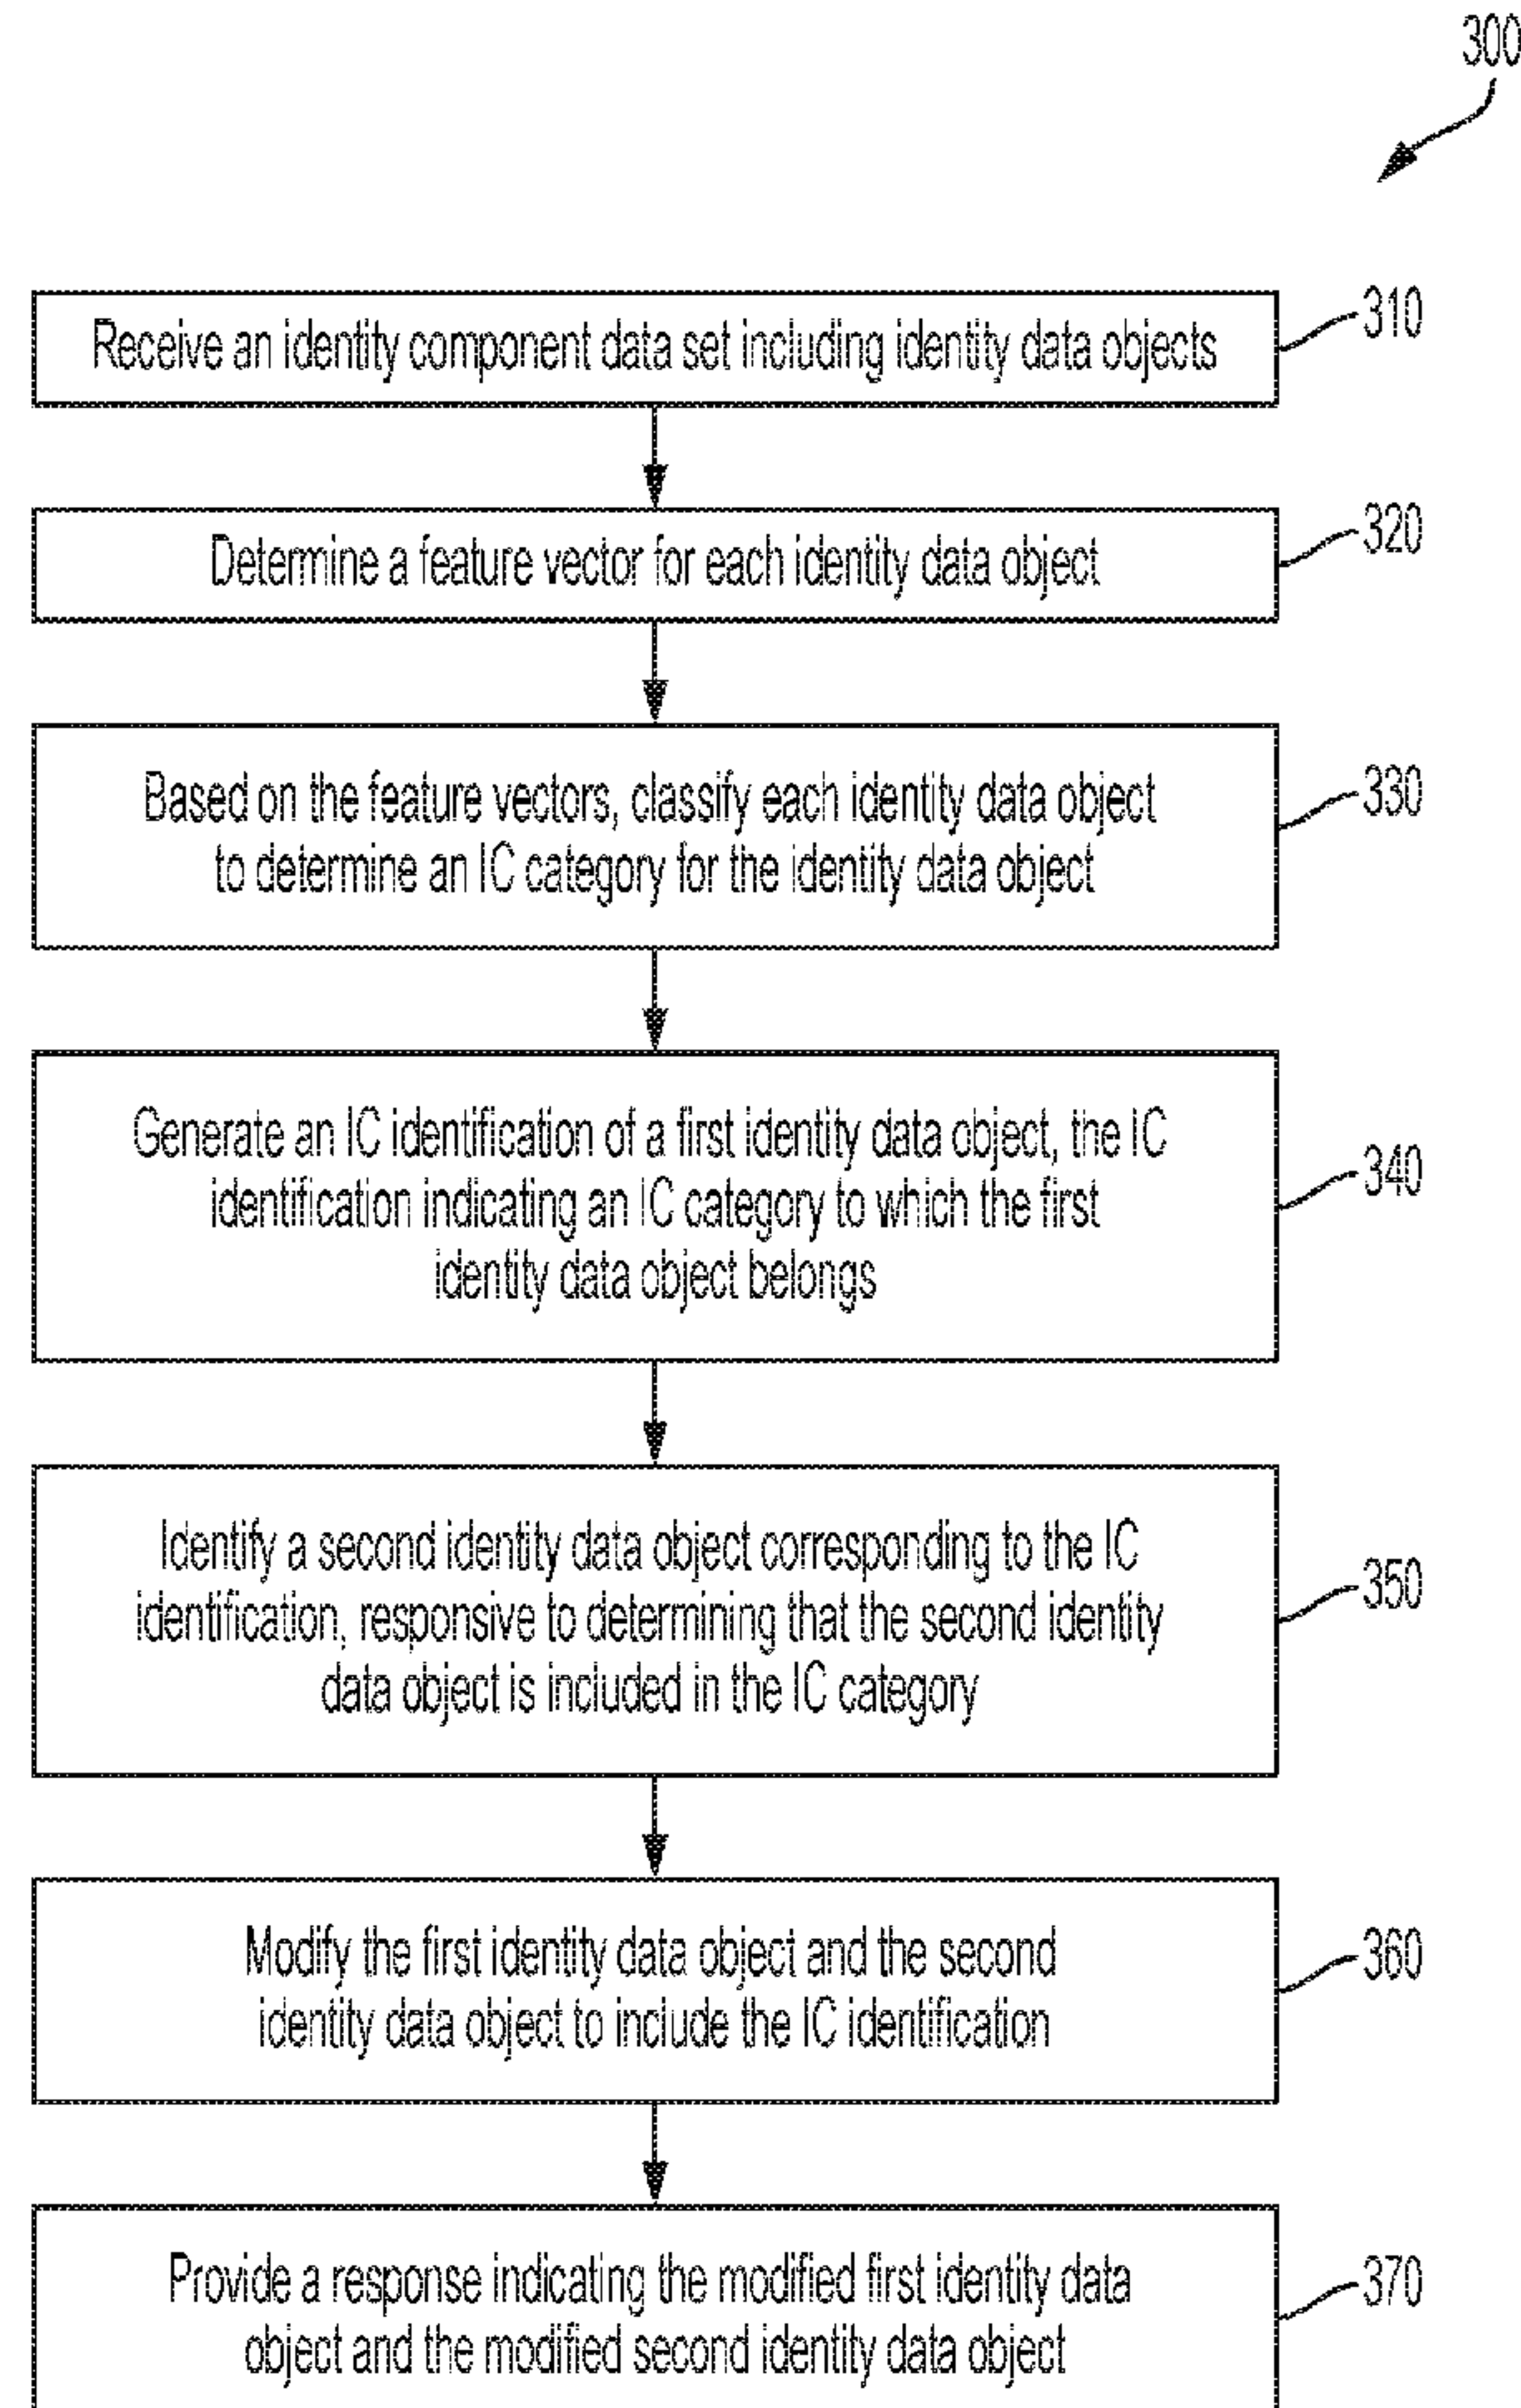 300
Receive an identity component data set including identity data objects
310
Determine a feature vector for each identity data object
320
Based on the feature vectors, classify each identity data object
to determine an IC category for the identity data object
330
Generate an IC identification of a first identity data object, the IC
identification indicating an IC category to which the first
identity data object belongs
340
Identify a second identity data object corresponding to the IC
identification, responsive to determining that the second identity
data object is included in the IC category
350
Modify the first identity data object and the second
identity data object to include the IC identification
360
Provide a response indicating the modified first identity data
object and the modified second identity data object
370